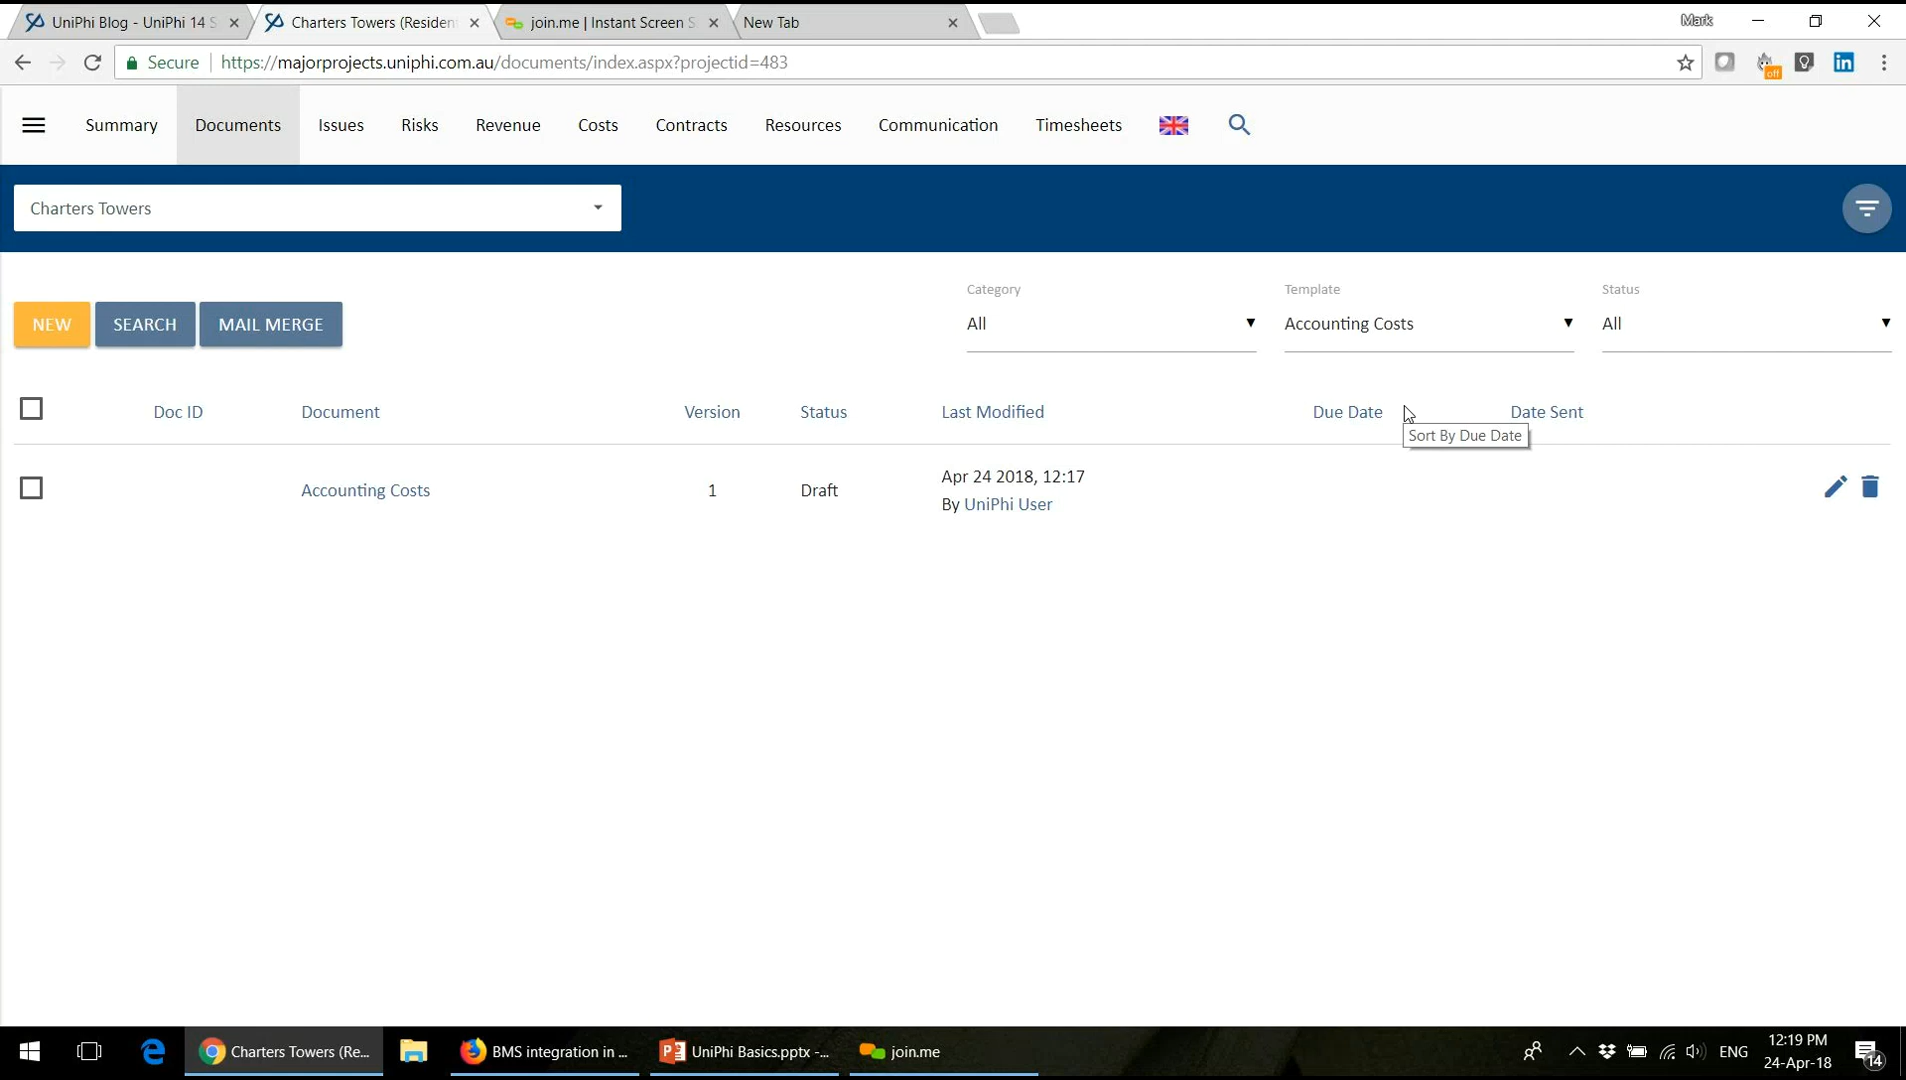 UniPhi Blog - UniPhi 14 S
Charters Towers (Residen
join.me | Instant Screen S
New Tab
Mark
Secure
https://majorprojects.uniphi.com.au/documents/index.aspx?projectid=483
off
in
Summary
Documents
Issues
Risks
Revenue
Costs
Contracts
Resources
Communication
Timesheets
Charters Towers
Category
Template
Status
NEW
SEARCH
MAIL MERGE
All
Accounting Costs
All
Doc ID
Document
Version
Status
Last Modified
Due Date
Date Sent
Sort By Due Date
Accounting Costs
1
Draft
Apr 24 2018, 12:17
By UniPhi User
Charters Towers (Re...
BMS integration in ...
UniPhi Basics.pptx -...
join.me
ENG
12:19 PM
24-Apr-18
14